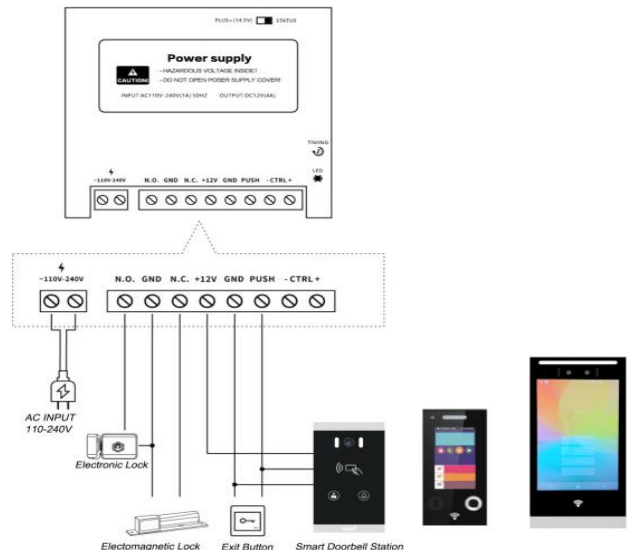 PLUS+(14.5V) STATUS
Power supply
CAUTION!
-HAZARDOUS VOLTAGE INSIDE!
-DO NOT OPEN POSER SUPPLY COVER!
INPUT:AC110V-240V(1A) 50HZ OUTPUT:DC12V(4A)
TIMING
LED
~110V-240V N.O. GND N.C. +12V GND PUSH - CTRL +
~110V-240V N.O. GND N.C. +12V GND PUSH - CTRL +
AC INPUT
110-240V
Electronic Lock
Electomagnetic Lock Exit Button Smart Doorbell Station